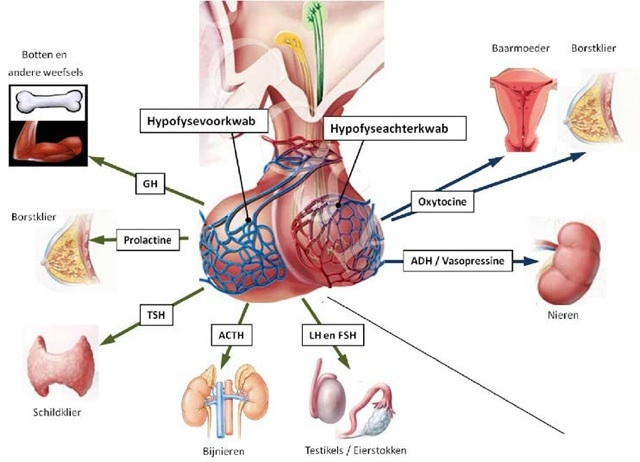 Botten en
andere weefsels
Baarmoeder
Borstklier
Hypofysevoorkwab
Hypofyseachterkwab
GH
Oxytocine
Borstklier
Prolactine
ADH / Vasopressine
TSH
Nieren
ACTH
LH en FSH
Schildklier
Bijnieren
Testikels / Eierstokken